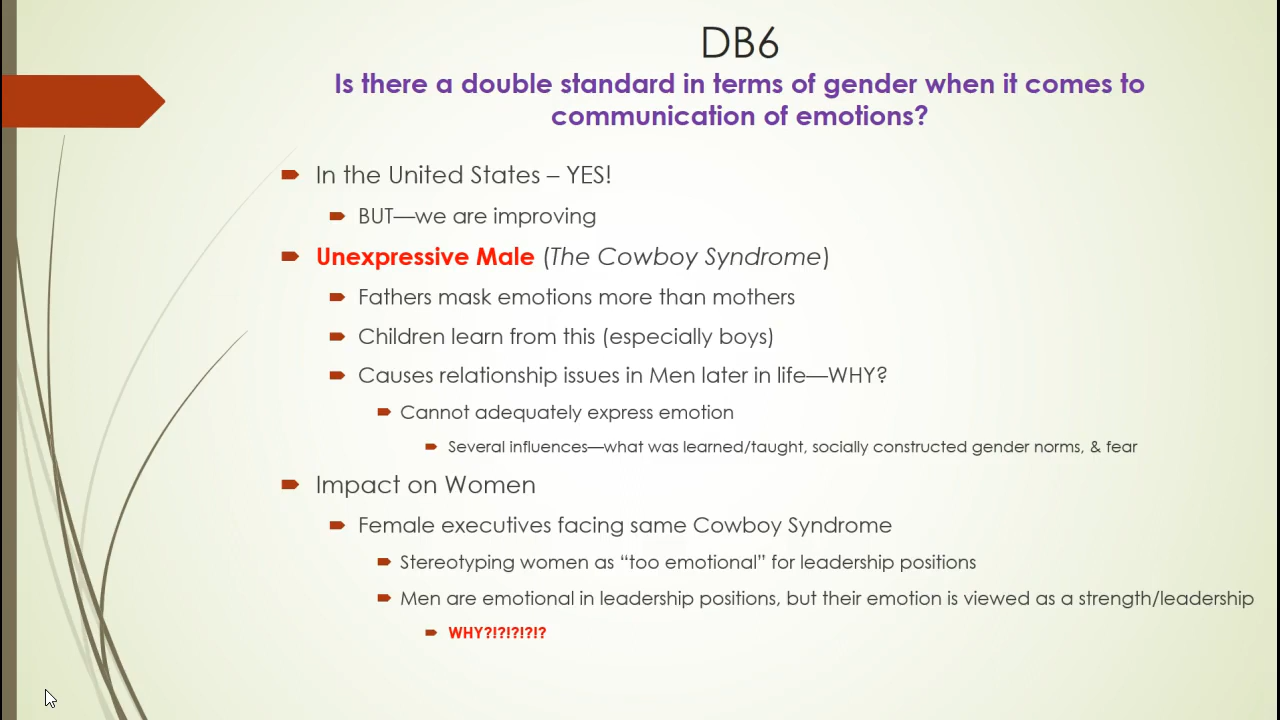 DB6
Is there a double standard in terms of gender when it comes to
communication of emotions?
In the United States – YES!
BUT—we are improving
Unexpressive Male (The Cowboy Syndrome)
Fathers mask emotions more than mothers
Children learn from this (especially boys)
Causes relationship issues in Men later in life—WHY?
Cannot adequately express emotion
Several influences—what was learned/taught, socially constructed gender norms, & fear
Impact on Women
Female executives facing same Cowboy Syndrome
Stereotyping women as “too emotional” for leadership positions
Men are emotional in leadership positions, but their emotion is viewed as a strength/leadership
WHY?!?!?!?!?